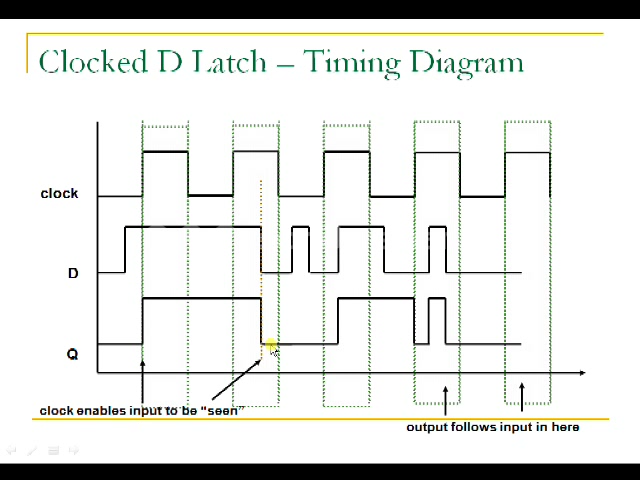 Clocked D Latch – Timing Diagram
clock
D
Q
clock enables input to be “seen”
output follows input in here